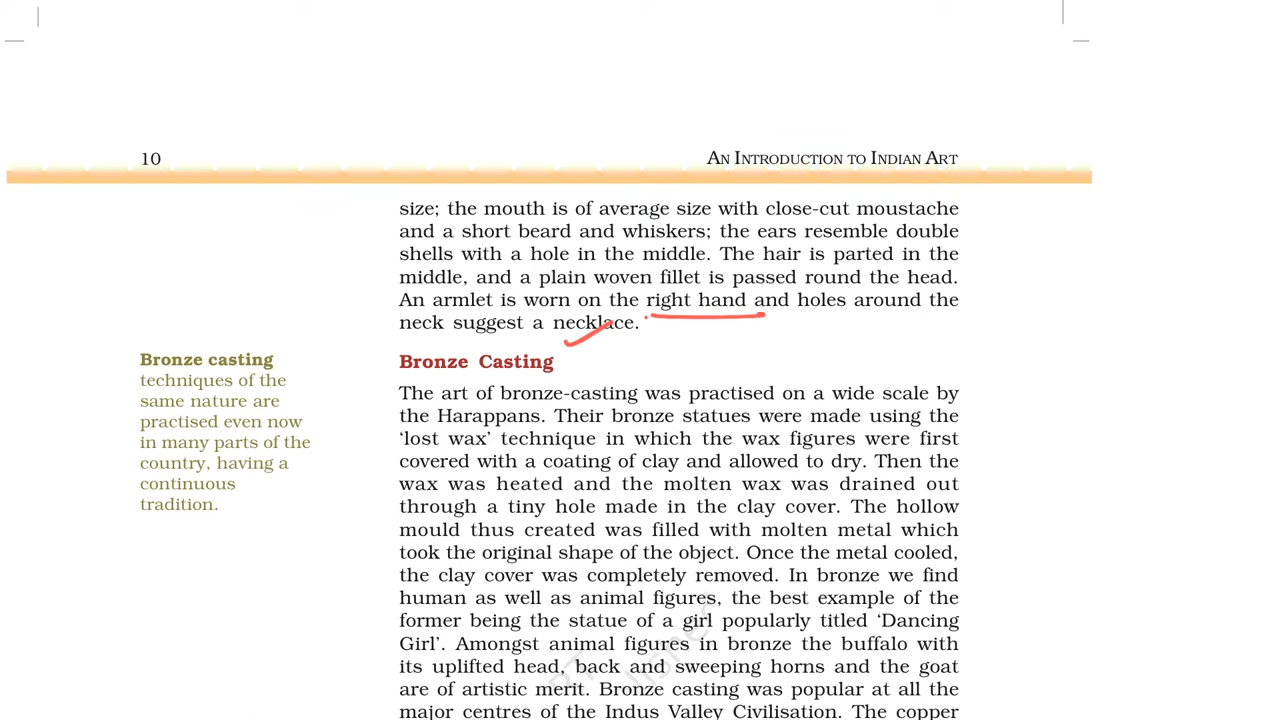 10
AN INTRODUCTION TO INDIAN ART
size; the mouth is of average size with close-cut moustache
and a short beard and whiskers; the ears resemble double
shells with a hole in the middle. The hair is parted in the
middle, and a plain woven fillet is passed round the head.
An armlet is worn on the right hand and holes around the
neck suggest a necklace.
Bronze casting
techniques of the
same nature are
practised even now
in many parts of the
country, having a
continuous
tradition.
Bronze Casting
The art of bronze-casting was practised on a wide scale by
the Harappans. Their bronze statues were made using the
‘lost wax’ technique in which the wax figures were first
covered with a coating of clay and allowed to dry. Then the
wax was heated and the molten wax was drained out
through a tiny hole made in the clay cover. The hollow
mould thus created was filled with molten metal which
took the original shape of the object. Once the metal cooled,
the clay cover was completely removed. In bronze we find
human as well as animal figures, the best example of the
former being the statue of a girl popularly titled ‘Dancing
Girl’. Amongst animal figures in bronze the buffalo with
its uplifted head, back and sweeping horns and the goat
are of artistic merit. Bronze casting was popular at all the
major centres of the Indus Valley Civilisation. The copper